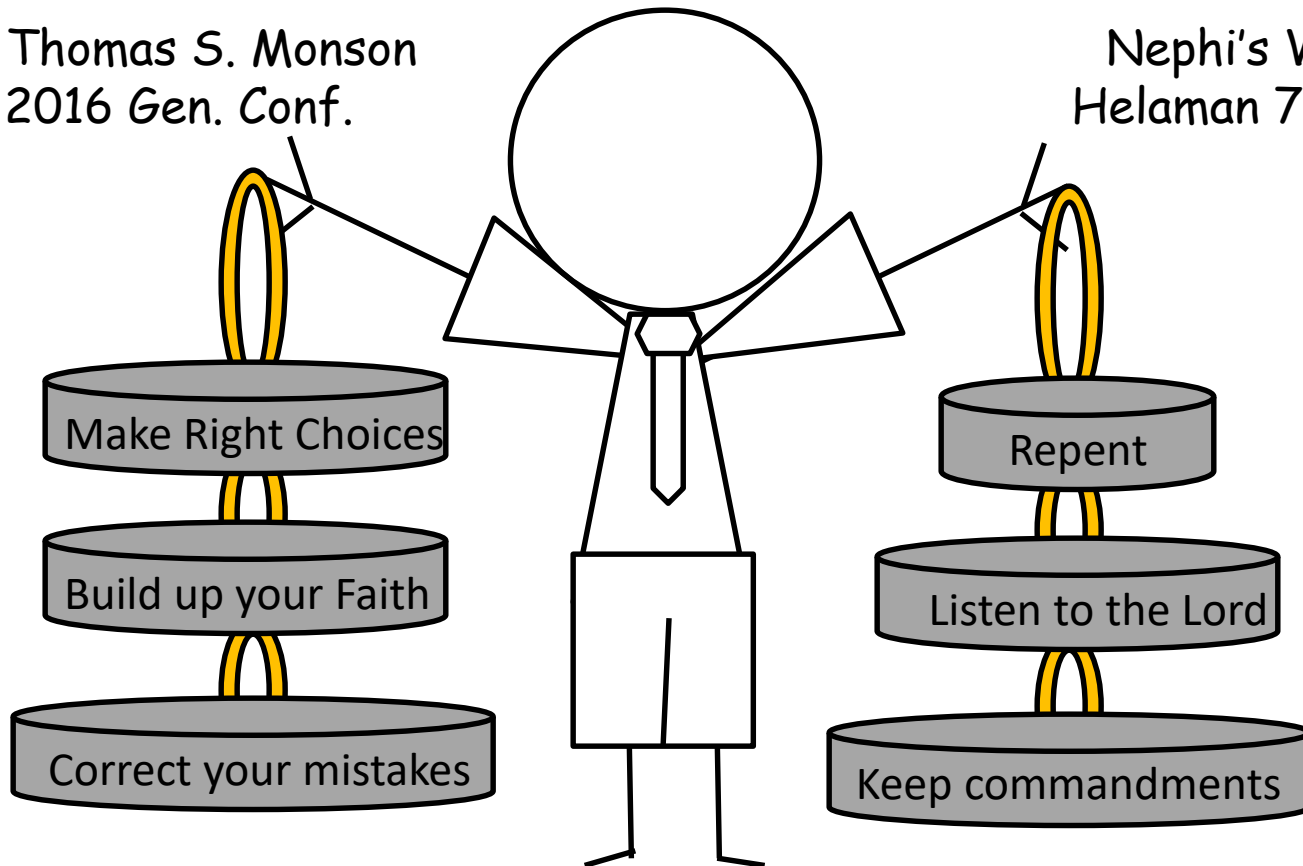 Thomas S. Monson
2016 Gen. Conf.
Nephi's
Helaman 7
Make Right Choices
Build up your Faith
Correct your mistakes
Repent
Listen to the Lord
Keep commandments